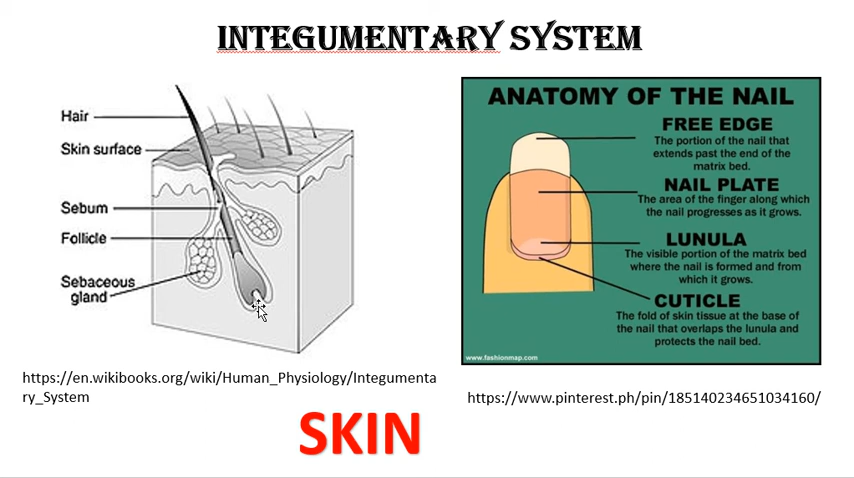 INTEGUMENTARY SYSTEM
Hair
Skin surface
Sebum
Follicle
Sebaceous
gland
https://en.wikibooks.org/wiki/Human_Physiology/Integumenta
ry_System
ANATOMY OF THE NAIL
FREE EDGE
The portion of the nail that
extends past the end of the
matrix bed.
NAIL PLATE
The area of the finger along which
the nail progresses as it grows.
LUNULA
The visible portion of the matrix bed
where the nail is formed and from
which it grows.
CUTICLE
The fold of skin tissue at the base of
the nail that overlaps the lunula and
protects the nail bed.
www.fashionmap.com
https://www.pinterest.ph/pin/185140234651034160/
SKIN